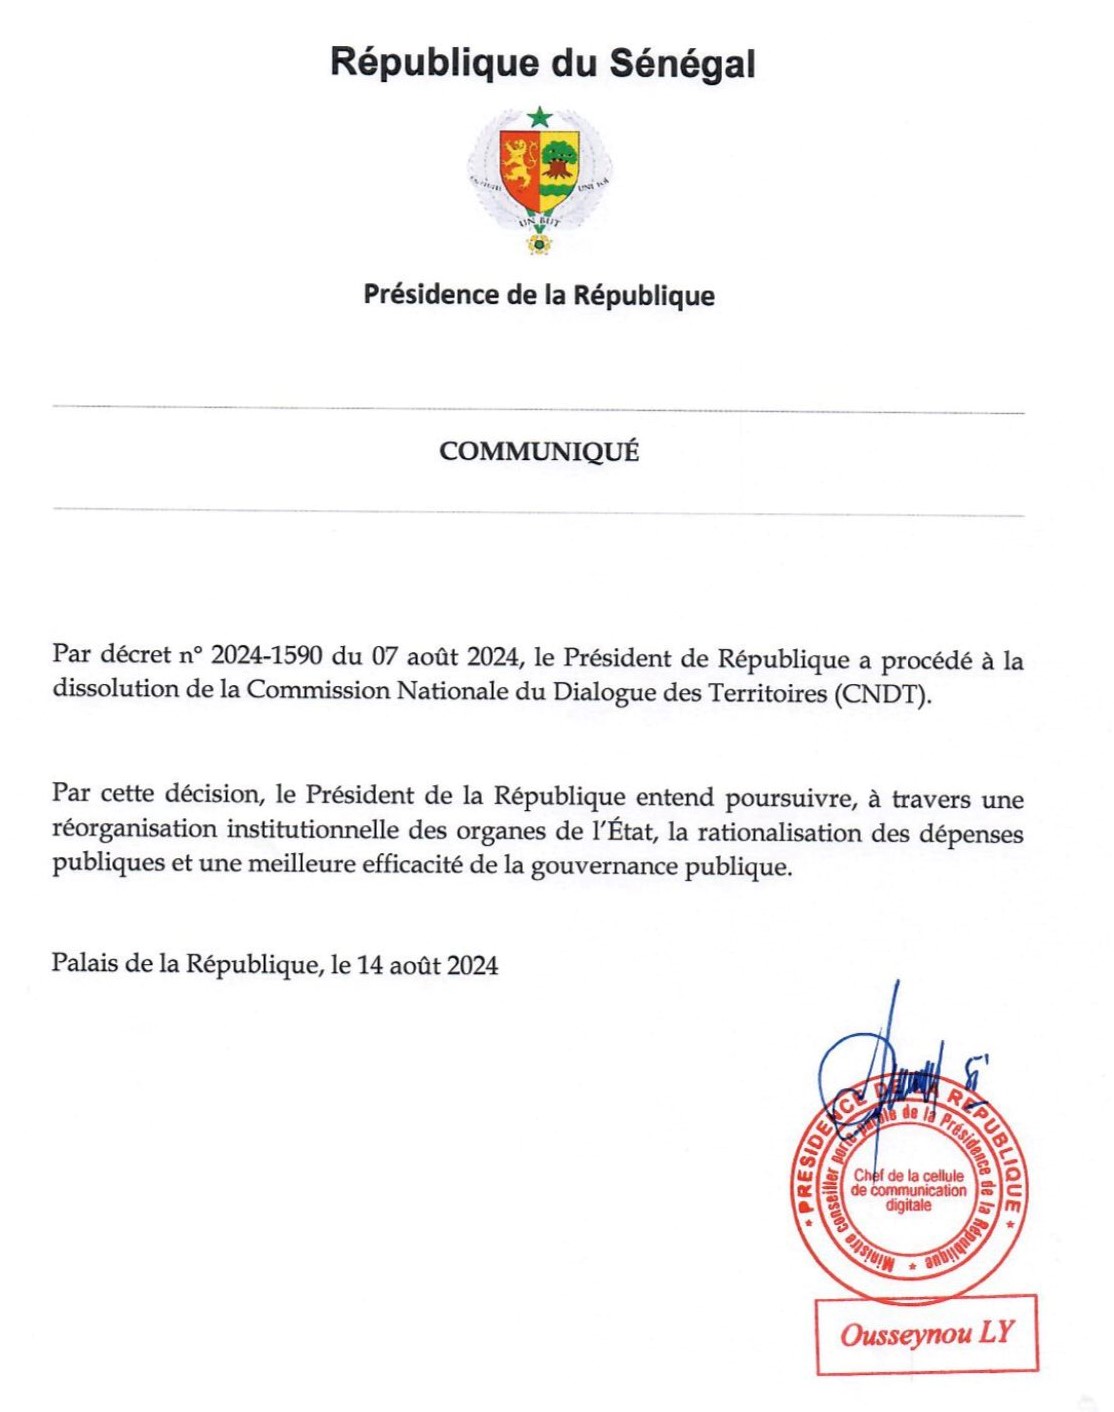 République du Sénégal
UN BUT
Présidence de la République
COMMUNIQUÉ
Par décret n° 2024-1590 du 07 août 2024, le Président de République a procédé à la
dissolution de la Commission Nationale du Dialogue des Territoires (CNDT).
Par cette décision, le Président de la République entend poursuivre, à travers une
réorganisation institutionnelle des organes de l'État, la rationalisation des dépenses
publiques et une meilleure efficacité de la gouvernance publique.
Palais de la République, le 14 août 2024
* PRESIDENCE DE LA REPUBLIQUE *
Ministre conseiller porte-parole de la Présidence de la République *
Chef de la cellule
de communication
digitale
Ousseynou LY